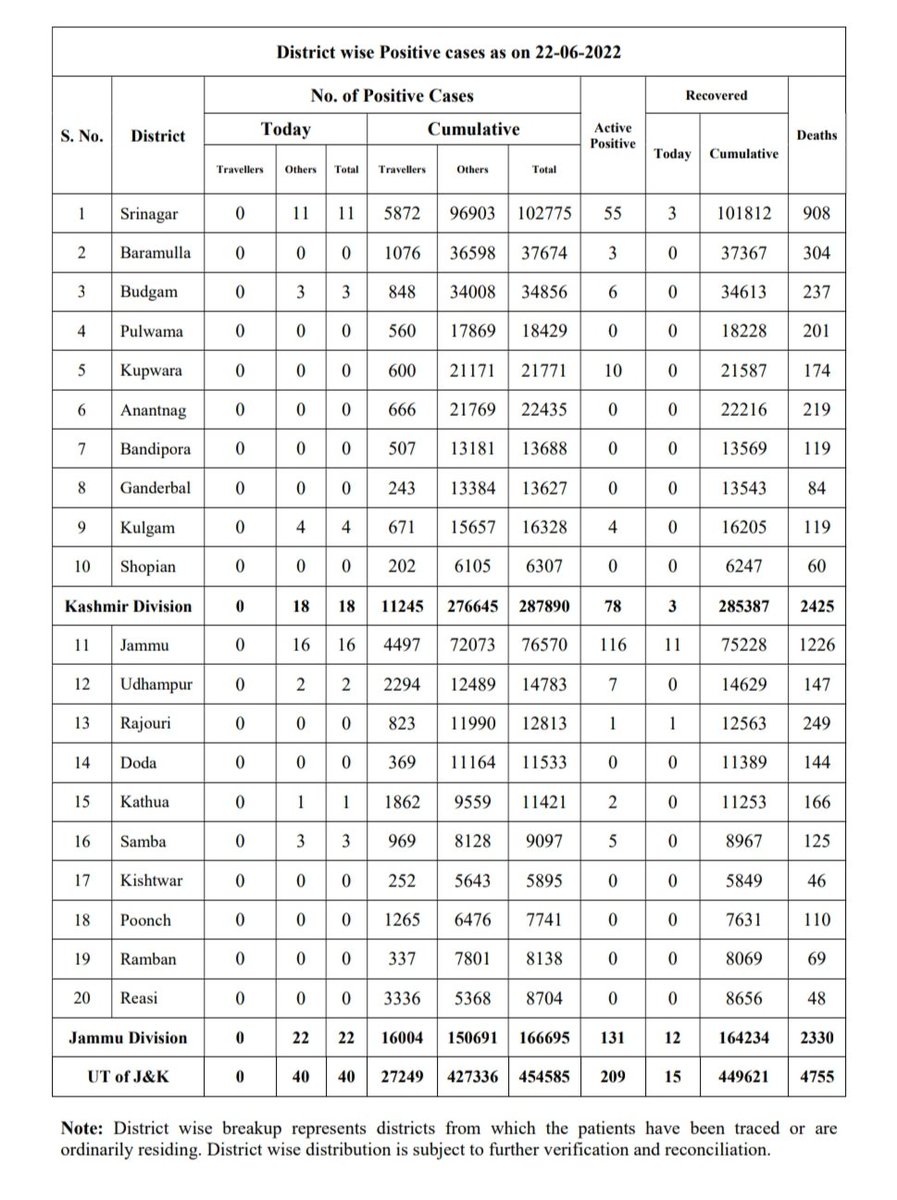 District wise Positive cases as on 22-06-2022
S. No. District No. of Positive Cases Active Positive Recovered Deaths
Today Cumulative Today Cumulative
Travellers Others Total Travellers Others Total
1 Srinagar 0 11 11 5872 96903 102775 55 3 101812 908
2 Baramulla 0 0 0 1076 36598 37674 3 0 37367 304
3 Budgam 0 3 3 848 34008 34856 6 0 34613 237
4 Pulwama 0 0 0 560 17869 18429 0 0 18228 201
5 Kupwara 0 0 0 600 21171 21771 10 0 21587 174
6 Anantnag 0 0 0 666 21769 22435 0 0 22216 219
7 Bandipora 0 0 0 507 13181 13688 0 0 13569 119
8 Ganderbal 0 0 0 243 13384 13627 0 0 13543 84
9 Kulgam 0 4 4 671 15657 16328 4 0 16205 119
10 Shopian 0 0 0 202 6105 6307 0 0 6247 60
Kashmir Division 0 18 18 11245 276645 287890 78 3 285387 2425
11 Jammu 0 16 16 4497 72073 76570 116 11 75228 1226
12 Udhampur 0 2 2 2294 12489 14783 7 0 14629 147
13 Rajouri 0 0 0 823 11990 12813 1 1 12563 249
14 Doda 0 0 0 369 11164 11533 0 0 11389 144
15 Kathua 0 1 1 1862 9559 11421 2 0 11253 166
16 Samba 0 3 3 969 8128 9097 5 0 8967 125
17 Kishtwar 0 0 0 252 5643 5895 0 0 5849 46
18 Poonch 0 0 0 1265 6476 7741 0 0 7631 110
19 Ramban 0 0 0 337 7801 8138 0 0 8069 69
20 Reasi 0 0 0 3336 5368 8704 0 0 8656 48
Jammu Division 0 22 22 16004 150691 166695 131 12 164234 2330
UT of J&K 0 40 40 27249 427336 454585 209 15 449621 4755
Note: District wise breakup represents districts from which the patients have been traced or are
ordinarily residing. District wise distribution is subject to further verification and reconciliation.